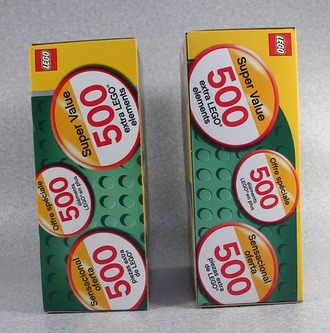 LEGO
Super Value
500
extra LEGO®
elements
Offre spéciale
500
éléments
LEGO® en plus
Sensacional
oferta
500
piezas extra
de LEGO®
LEGO
Super Value
500
extra LEGO®
elements
Offre spéciale
500
éléments
LEGO® en plus
Sensacional
oferta
500
piezas extra
de LEGO®